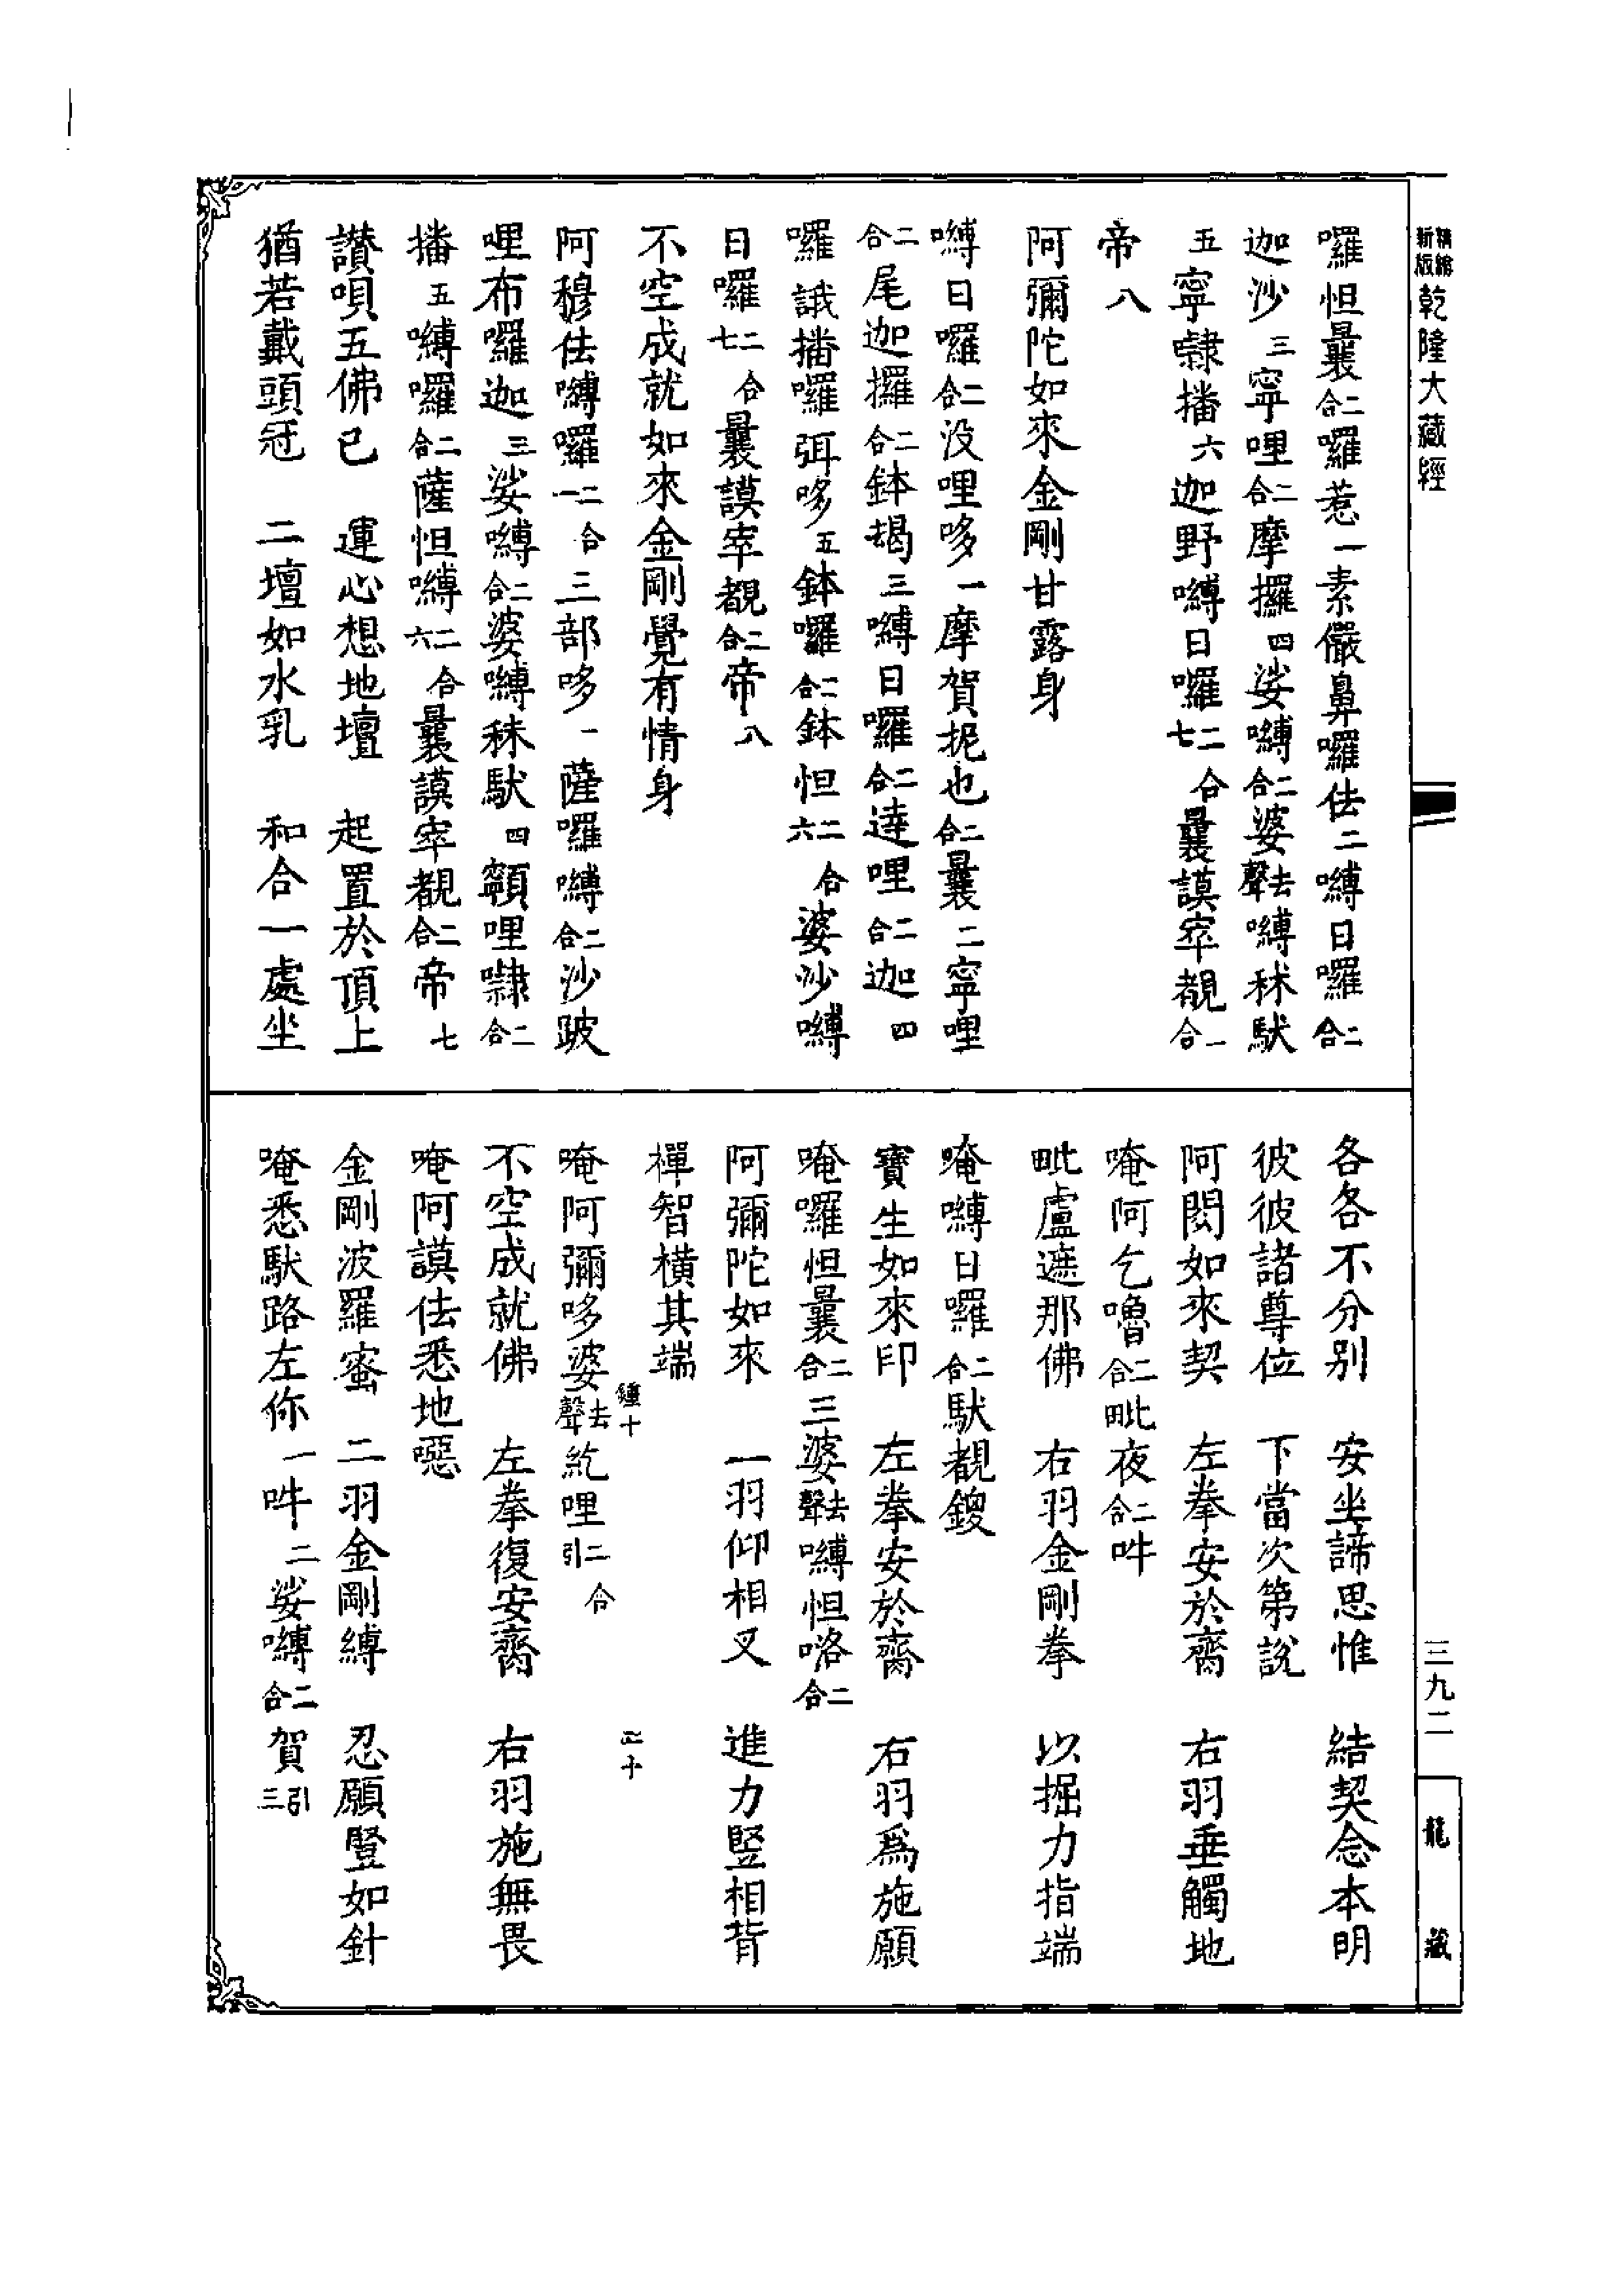 精縮新版乾隆大藏經
囉怛曩二合囉惹一素儼鼻囉佉二嚩日囉二合
迦沙三寧哩二合摩攞四娑嚩二合婆去聲嚩秣馱
五寧隸播六迦野嚩日囉二合七曩謨窣覩一合
帝八
阿彌陀如來金剛甘露身
嚩日囉二合没哩哆一摩賀抳也二合曩二寧哩
二合尾迦攞二合鉢曷三嚩日囉二合達哩二合迦四
囉誐播囉弭哆五鉢囉二合鉢怛二合六婆沙嚩
日囉二合七曩謨窣覩二合帝八
不空成就如來金剛覺有情身
阿穆佉嚩囉二合一三部哆一薩囉嚩二合沙跛
哩布囉迦三娑嚩二合婆嚩秣馱四顙哩隸二合
播五嚩囉二合薩怛嚩二合六曩謨窣覩二合帝七
讃唄五佛已　運心想地壇　起置於頂上
猶若戴頭冠　二壇如水乳　和合一處坐
各各不分別　安坐諦思惟　結契念本明
彼彼諸尊位　下當次第說
阿閦如來契　左拳安於齎　右羽垂觸地
唵阿乞嚕二合毗夜二合吽
毗盧遮那佛　右羽金剛拳　以掘力指端
唵嚩日囉二合馱覩鑁
寶生如來印　左拳安於齎　右羽爲施願
唵囉怛曩二合三婆去聲嚩怛咯二合
阿彌陀如來　一羽仰相叉　進力竪相背
禪智橫其端
鍾十
唵阿彌哆婆去聲紇哩二合引
不空成就佛　左拳復安齎　右羽施無畏
唵阿謨佉悉地噁
金剛波羅蜜　二羽金剛縛　忍願豎如針
唵悉馱路左你一吽二娑嚩二合賀引三
三九二
龍藏